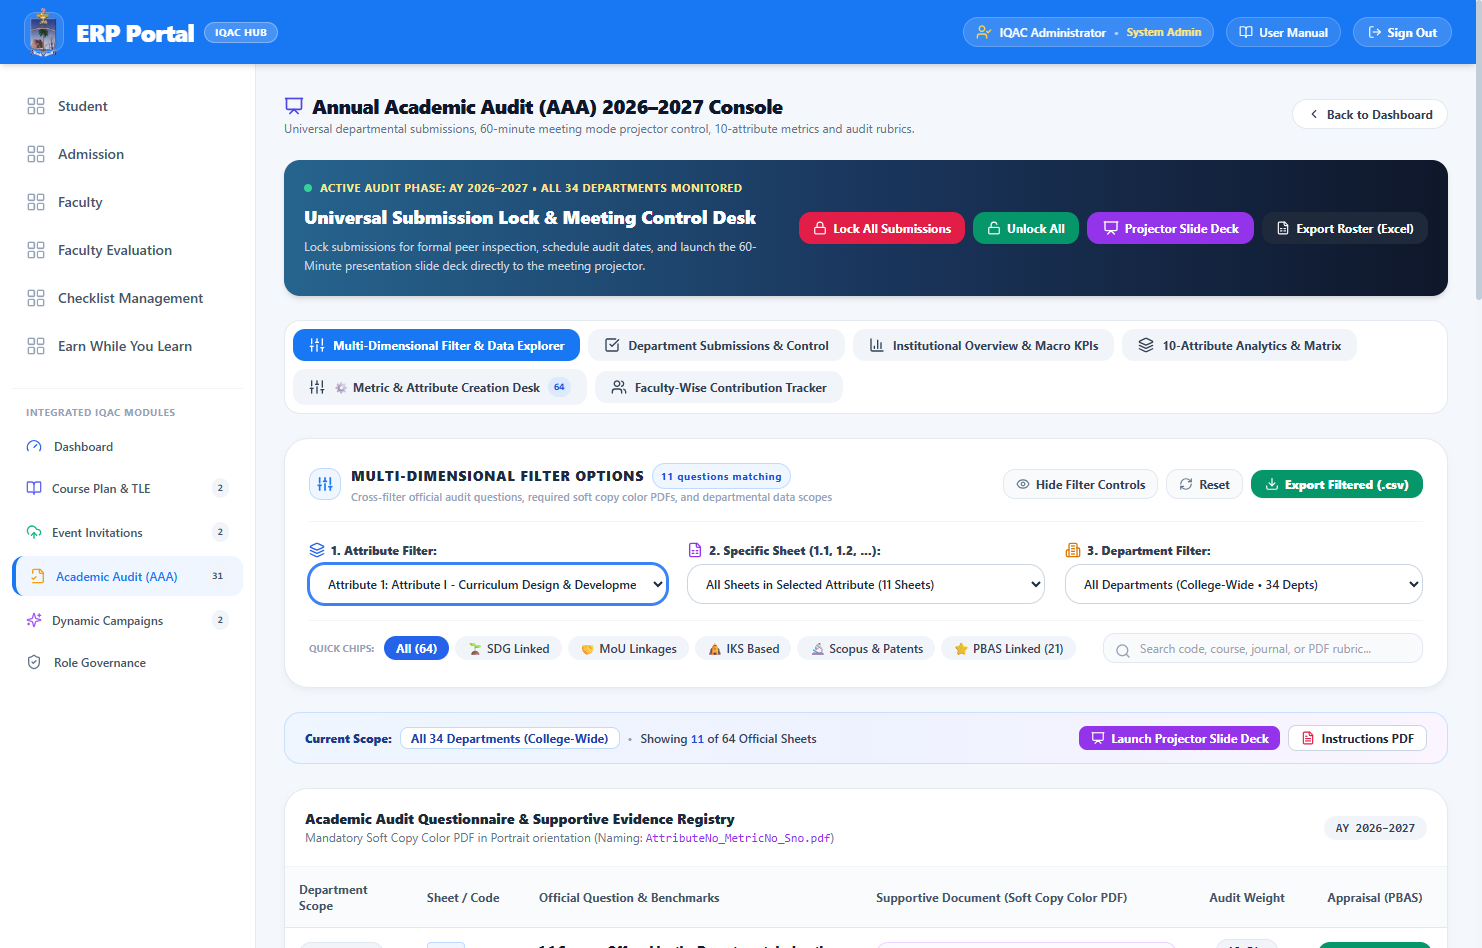 ERP Portal
IQAC HUB
IQAC Administrator • System Admin
User Manual
Sign Out
Student
Admission
Faculty
Faculty Evaluation
Checklist Management
Earn While You Learn
INTEGRATED IQAC MODULES
Dashboard
Course Plan & TLE 2
Event Invitations 2
Academic Audit (AAA) 31
Dynamic Campaigns 2
Role Governance
Annual Academic Audit (AAA) 2026–2027 Console
Universal departmental submissions, 60-minute meeting mode projector control, 10-attribute metrics and audit rubrics.
Back to Dashboard
ACTIVE AUDIT PHASE: AY 2026–2027 • ALL 34 DEPARTMENTS MONITORED
Universal Submission Lock & Meeting Control Desk
Lock submissions for formal peer inspection, schedule audit dates, and launch the 60-
Minute presentation slide deck directly to the meeting projector.
Lock All Submissions
Unlock All
Projector Slide Deck
Export Roster (Excel)
Multi-Dimensional Filter & Data Explorer
Department Submissions & Control
Institutional Overview & Macro KPIs
10-Attribute Analytics & Matrix
Metric & Attribute Creation Desk 64
Faculty-Wise Contribution Tracker
MULTI-DIMENSIONAL FILTER OPTIONS
11 questions matching
Cross-filter official audit questions, required soft copy color PDFs, and departmental data scopes
Hide Filter Controls
Reset
Export Filtered (.csv)
1. Attribute Filter:
Attribute 1: Attribute I - Curriculum Design & Developme
2. Specific Sheet (1.1, 1.2, ...):
All Sheets in Selected Attribute (11 Sheets)
3. Department Filter:
All Departments (College-Wide • 34 Depts)
QUICK CHIPS:
All (64)
SDG Linked
MoU Linkages
IKS Based
Scopus & Patents
PBAS Linked (21)
Search code, course, journal, or PDF rubric...
Current Scope: All 34 Departments (College-Wide) • Showing 11 of 64 Official Sheets
Launch Projector Slide Deck
Instructions PDF
Academic Audit Questionnaire & Supportive Evidence Registry
Mandatory Soft Copy Color PDF in Portrait orientation (Naming: AttributeNo_MetricNo_Sno.pdf)
AY 2026–2027
Department
Scope
Sheet / Code
Official Question & Benchmarks
Supportive Document (Soft Copy Color PDF)
Audit Weight
Appraisal (PBAS)